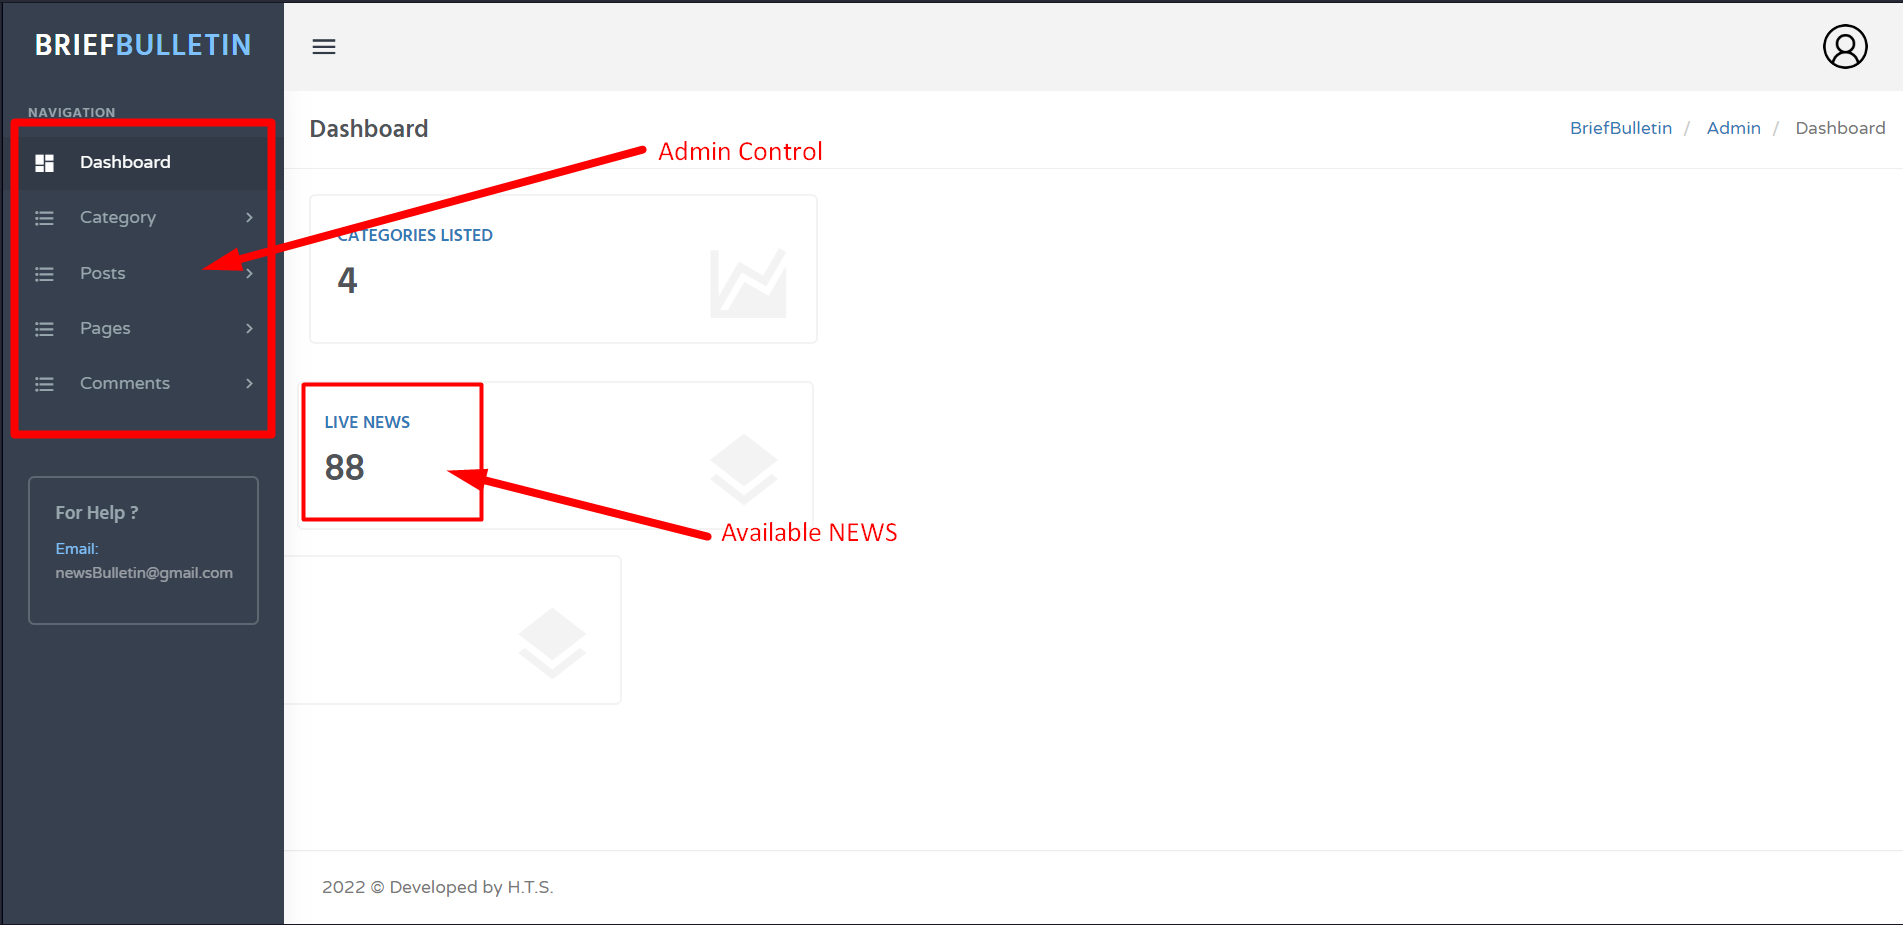 BRIEFBULLETIN
NAVIGATION
Dashboard
Category
Posts
Pages
Comments
For Help ?
Email:
newsBulletin@gmail.com
Dashboard
BriefBulletin / Admin / Dashboard
Admin Control
CATEGORIES LISTED
4
LIVE NEWS
88
Available NEWS
2022 © Developed by H.T.S.